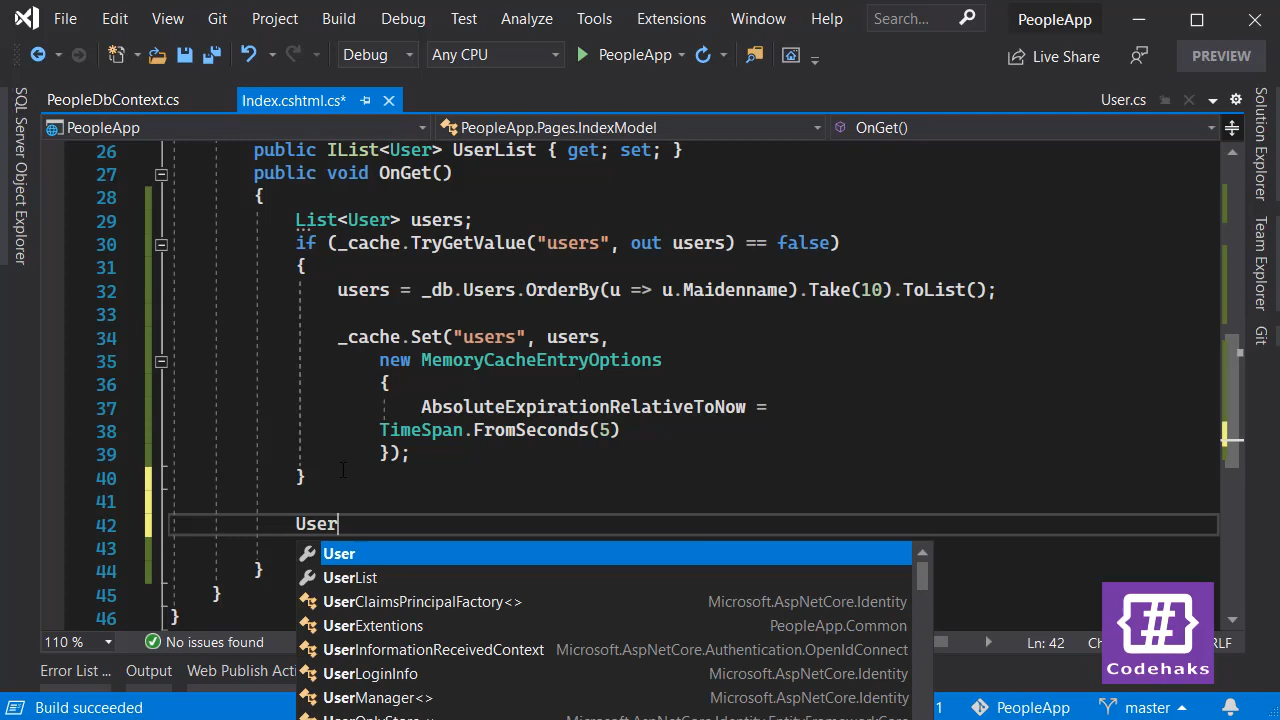 File Edit View Git Project Build Debug Test Analyze Tools Extensions Window Help Search... PeopleApp
Debug Any CPU PeopleApp Live Share PREVIEW
SQL Server Object Explorer
PeopleDbContext.cs Index.cshtml.cs* User.cs
PeopleApp PeopleApp.Pages.IndexModel OnGet()
26 public IList<User> UserList { get; set; }
27 public void OnGet()
28 {
29 List<User> users;
30 if (_cache.TryGetValue("users", out users) == false)
31 {
32 users = _db.Users.OrderBy(u => u.Maidenname).Take(10).ToList();
33
34 _cache.Set("users", users,
35 new MemoryCacheEntryOptions
36 {
37 AbsoluteExpirationRelativeToNow =
38 TimeSpan.FromSeconds(5)
39 });
40 }
41
42 User
43
44 }
45 }
46 }
User
UserList
UserClaimsPrincipalFactory<> Microsoft.AspNetCore.Identity
UserExtentions PeopleApp.Common
UserInformationReceivedContext Microsoft.AspNetCore.Authentication.OpenIdConnect
UserLoginInfo Microsoft.AspNetCore.Identity
UserManager<> Microsoft.AspNetCore.Identity
Solution Explorer
Team Explorer
Git
110 % No issues found Ln: 42
Error List ... Output Web Publish
{#}
Codehaks
Build succeeded PeopleApp master